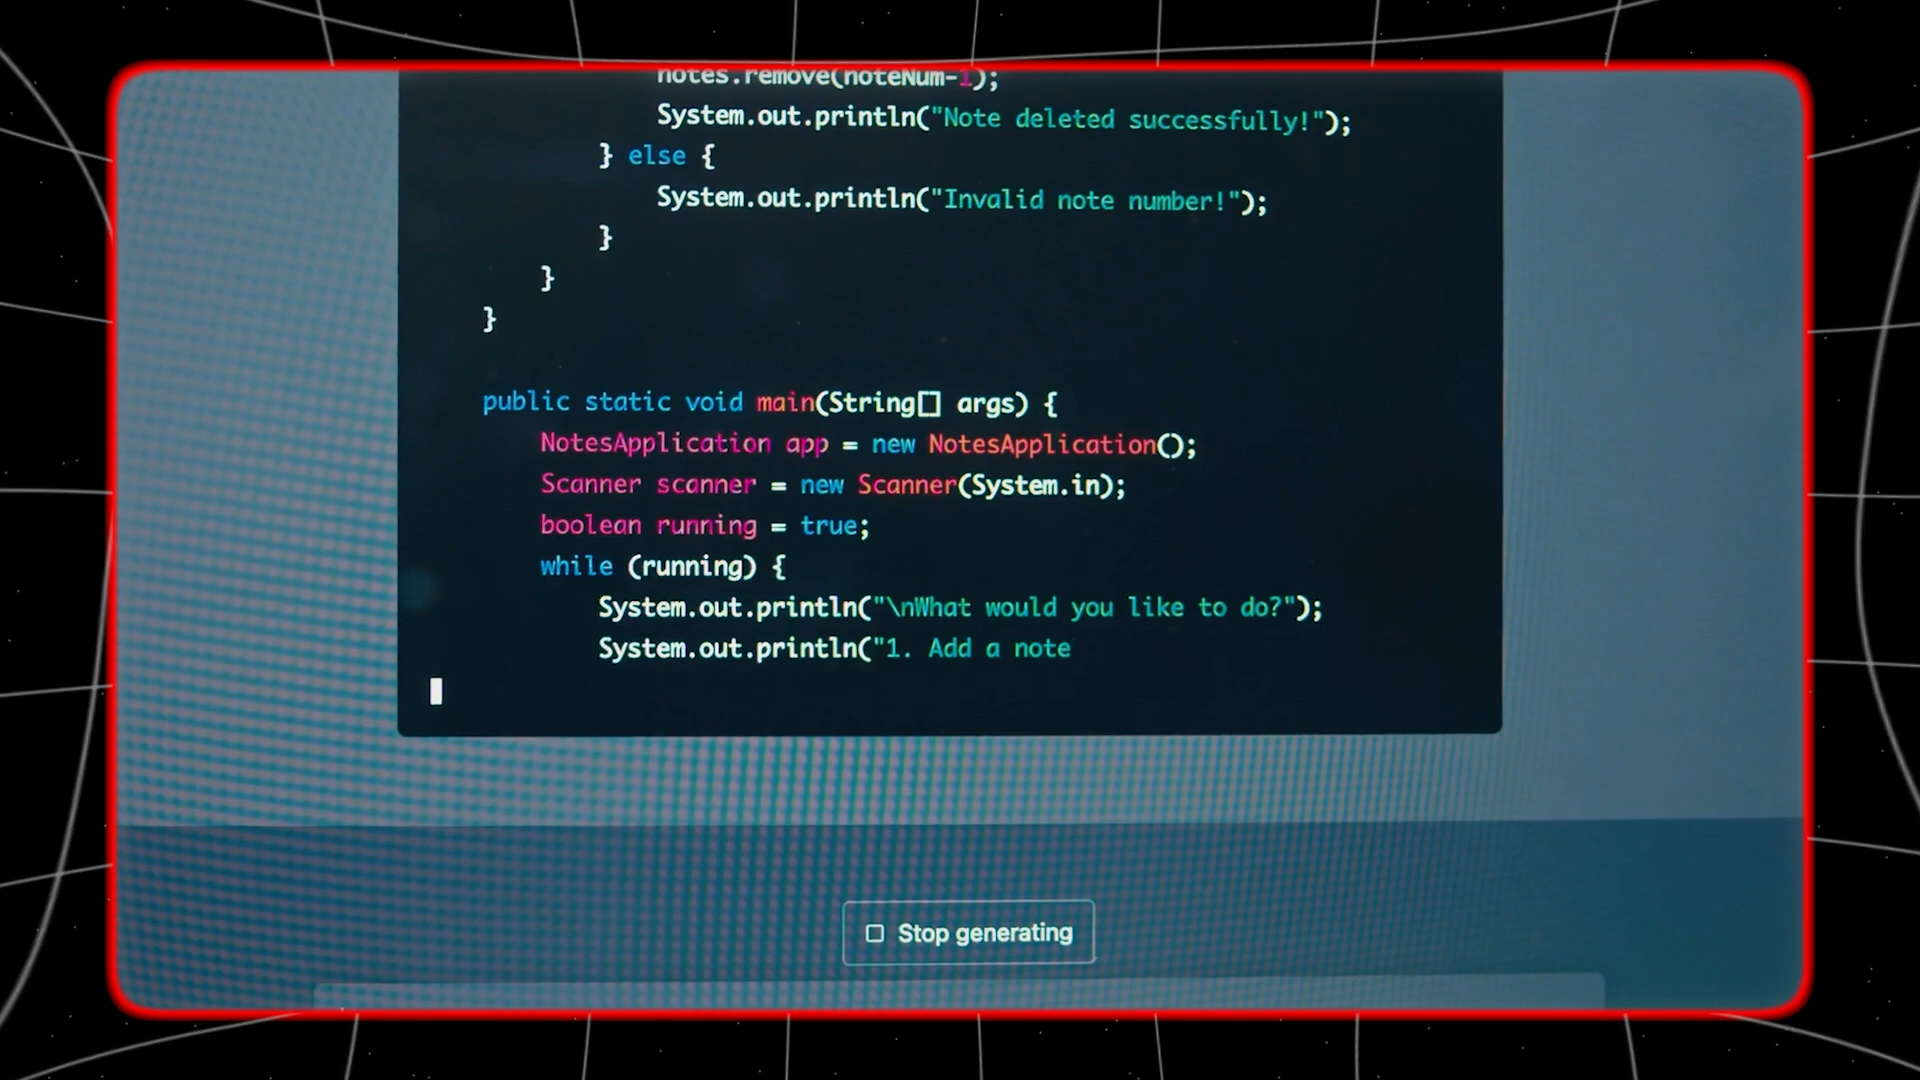 notes.remove(noteNum-1);
System.out.println("Note deleted successfully!");
} else {
System.out.println("Invalid note number!");
}
}
}
public static void main(String[] args) {
NotesApplication app = new NotesApplication();
Scanner scanner = new Scanner(System.in);
boolean running = true;
while (running) {
System.out.println("\nWhat would you like to do?");
System.out.println("1. Add a note
Stop generating